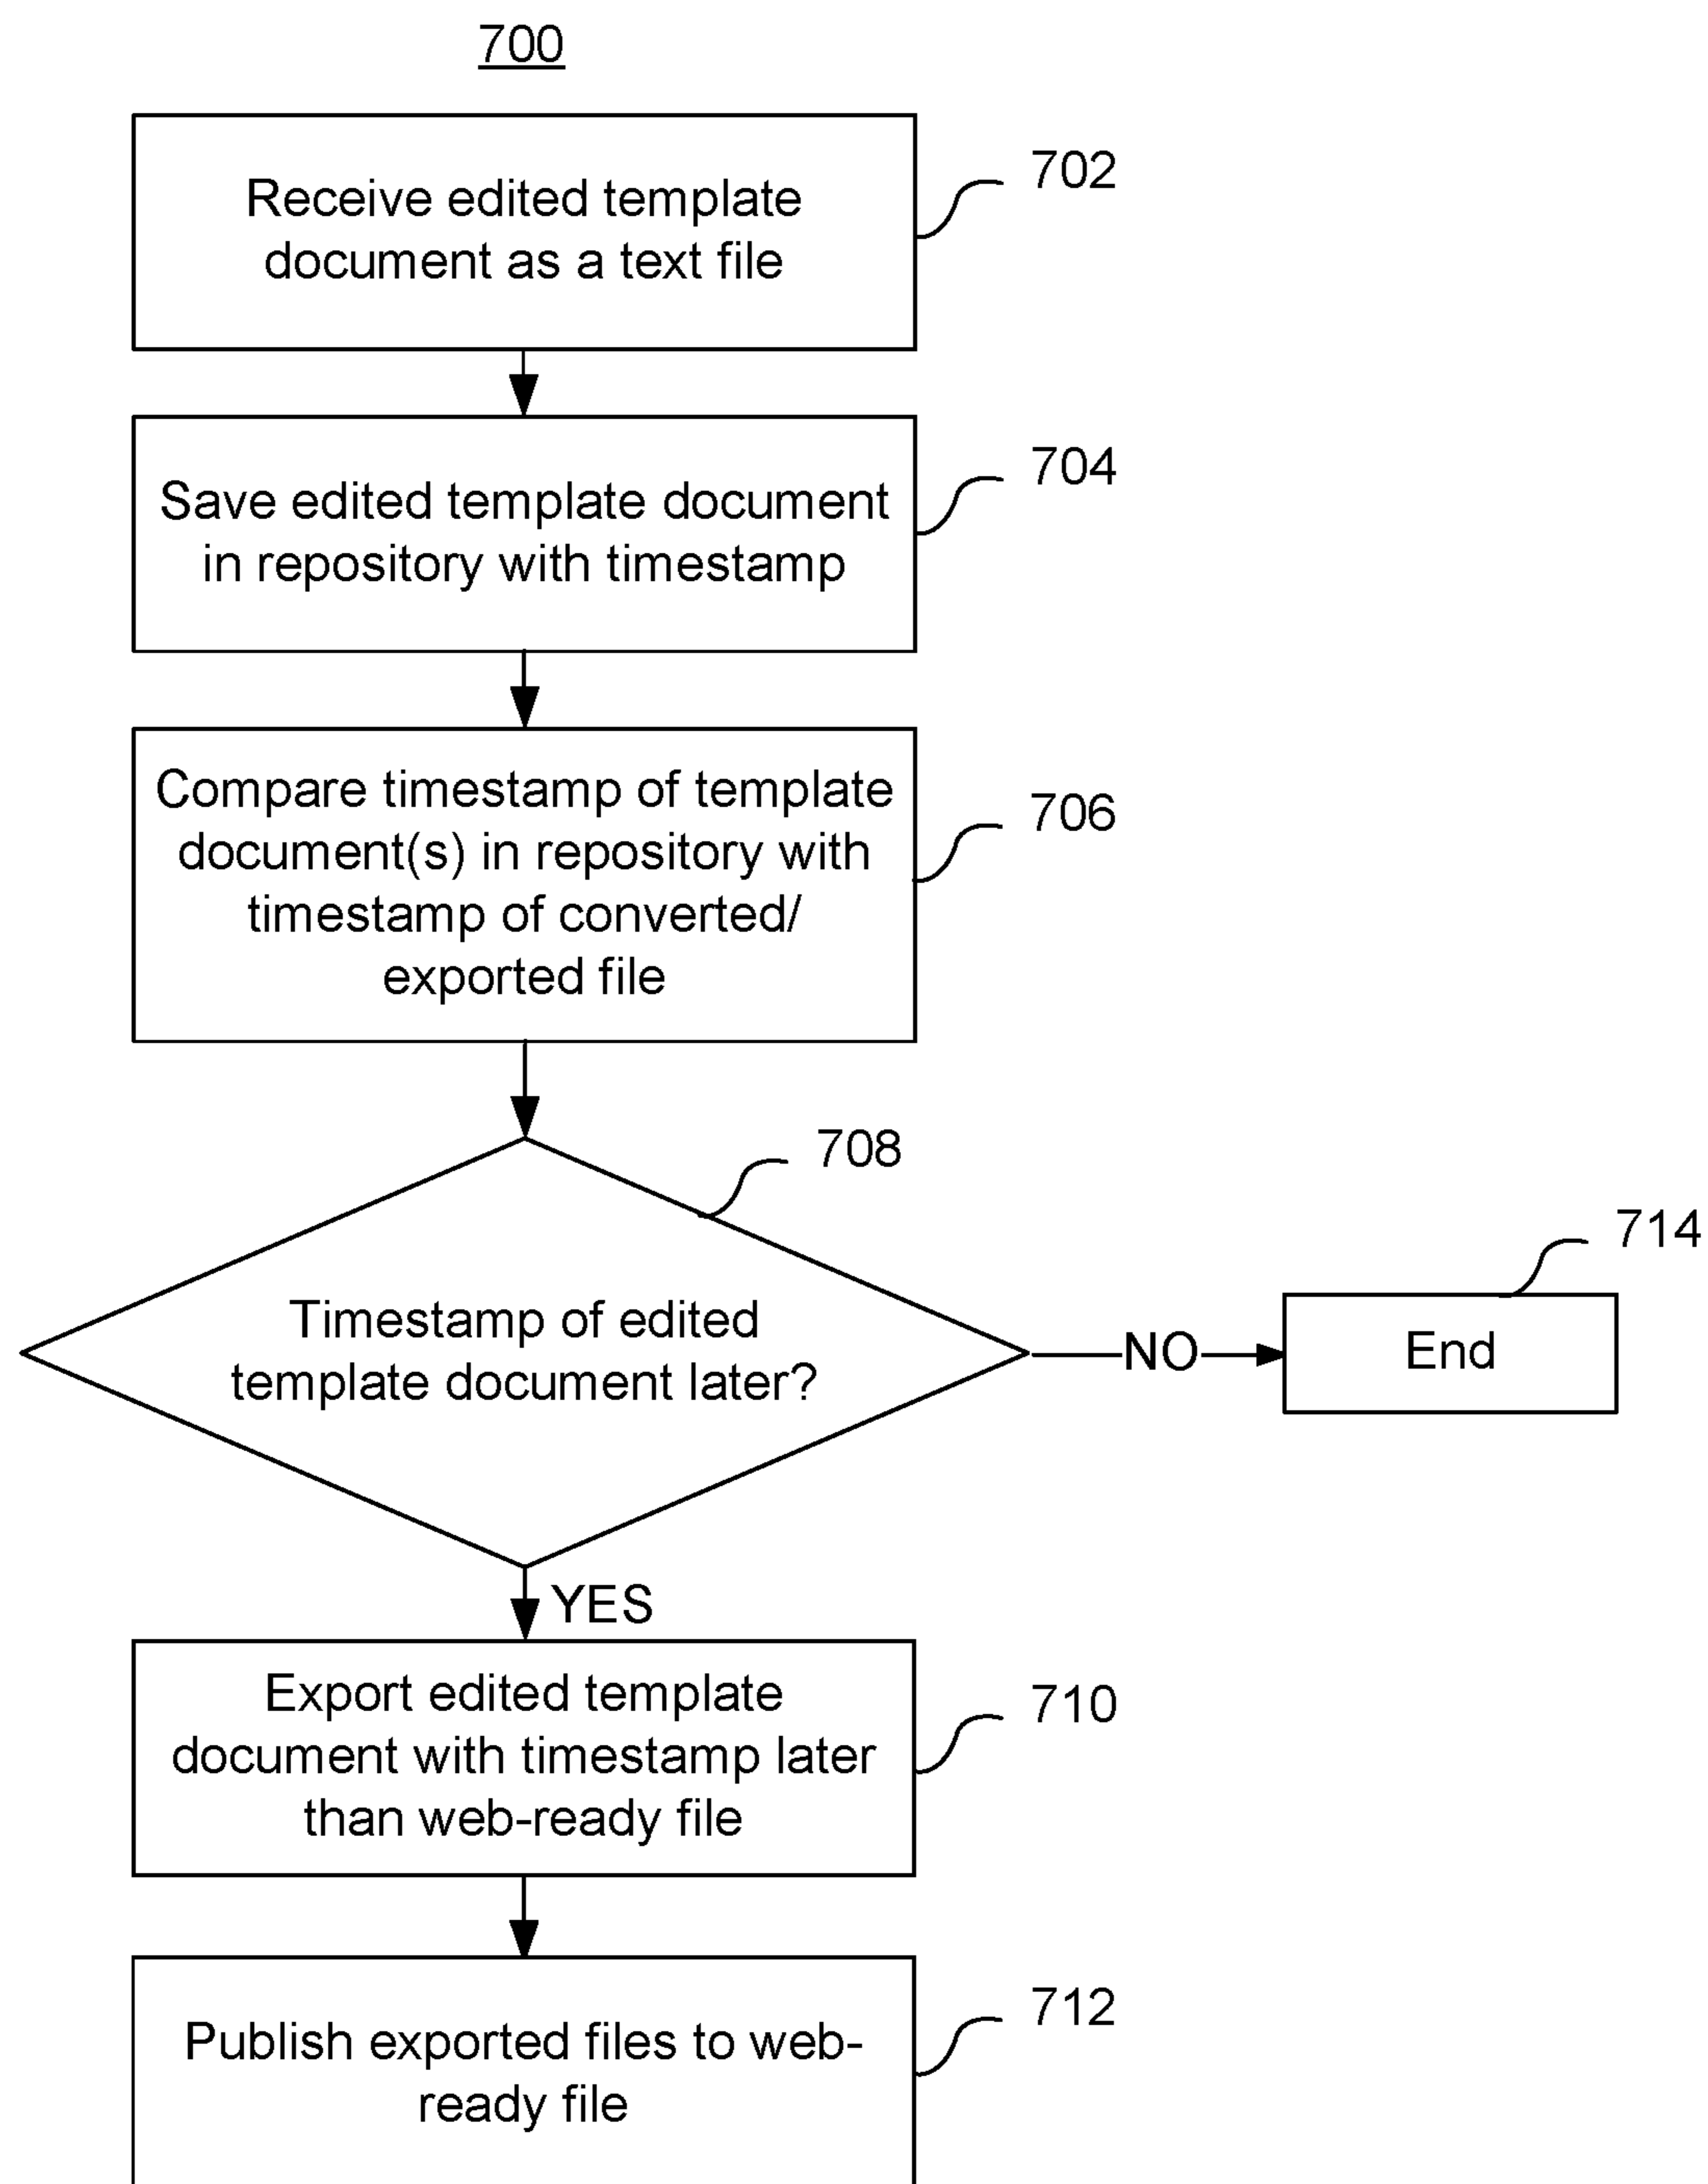 700
Receive edited template
document as a text file
702
Save edited template document
in repository with timestamp
704
Compare timestamp of template
document(s) in repository with
timestamp of converted/
exported file
706
708
Timestamp of edited
template document later?
NO
714
End
YES
Export edited template
document with timestamp later
than web-ready file
710
Publish exported files to web-
ready file
712